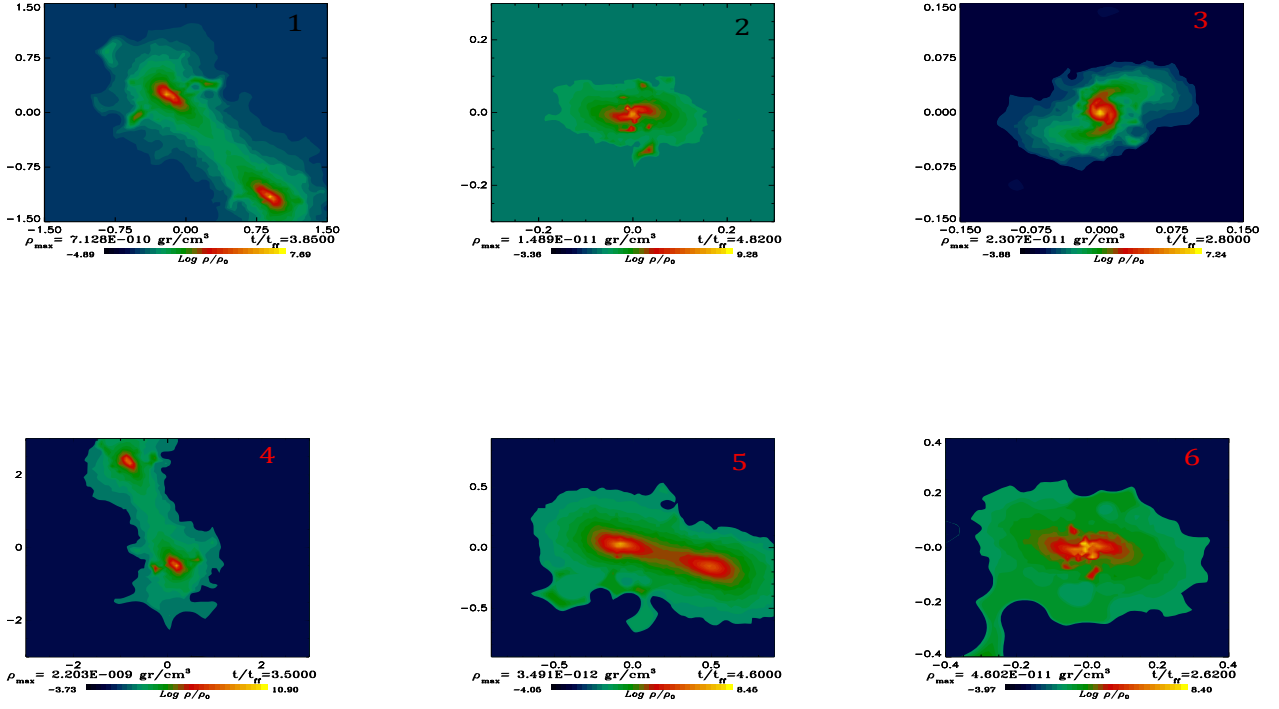 1.50
1
0.75
0.00
−0.75
−1.50
−1.50 −0.75 0.00 0.75 1.50
ρmax= 7.128E−010 gr/cm³ t/tff=3.8500
−4.89 7.69
Log ρ/ρ0
2
0.2
0.0
−0.2
−0.2 0.0 0.2
ρmax= 1.489E−011 gr/cm³ t/tff=4.8200
−3.36 9.28
Log ρ/ρ0
0.150
3
0.075
0.000
−0.075
−0.150
−0.150 −0.075 0.000 0.075 0.150
ρmax= 2.307E−011 gr/cm³ t/tff=2.8000
−3.88 7.24
Log ρ/ρ0
4
2
0
−2
−2 0 2
ρmax= 2.203E−009 gr/cm³ t/tff=3.5000
−3.73 10.90
Log ρ/ρ0
5
0.5
0.0
−0.5
−0.5 0.0 0.5
ρmax= 3.491E−012 gr/cm³ t/tff=4.6000
−4.06 8.45
Log ρ/ρ0
0.4
6
0.2
−0.0
−0.2
−0.4
−0.4 −0.2 −0.0 0.2 0.4
ρmax= 4.602E−011 gr/cm³ t/tff=2.6200
−3.97 8.40
Log ρ/ρ0